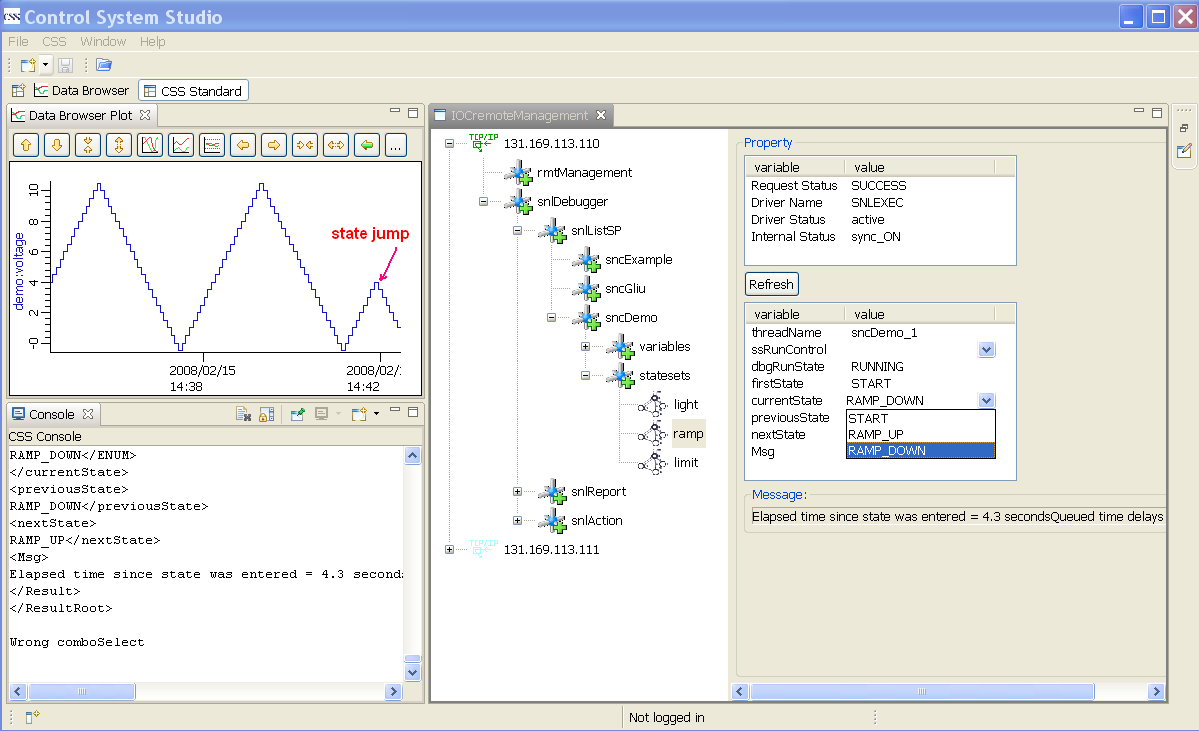 CSS Control System Studio
File CSS Window Help
Data Browser CSS Standard
Data Browser Plot
...
state jump
demo:voltage
10
8
6
4
2
-0
2008/02/15
14:38
2008/02/:
14:42
Console
CSS Console
RAMP_DOWN</ENUM>
</currentState>
<previousState>
RAMP_DOWN</previousState>
<nextState>
RAMP_UP</nextState>
<Msg>
Elapsed time since state was entered = 4.3 seconds
</Result>
</ResultRoot>
Wrong comboSelect
IOCremoteManagement
TCP/IP 131.169.113.110
rmtManagement
snlDebugger
snlListSP
sncExample
sncGliu
sncDemo
variables
statesets
light
ramp
limit
snlReport
snlAction
TCP/IP 131.169.113.111
Property
variable value
Request Status SUCCESS
Driver Name SNLEXEC
Driver Status active
Internal Status sync_ON
Refresh
variable value
threadName sncDemo_1
ssRunControl
dbgRunState RUNNING
firstState START
currentState RAMP_DOWN
previousState START
nextState RAMP_UP
Msg RAMP_DOWN
Message:
Elapsed time since state was entered = 4.3 secondsQueued time delays
Not logged in